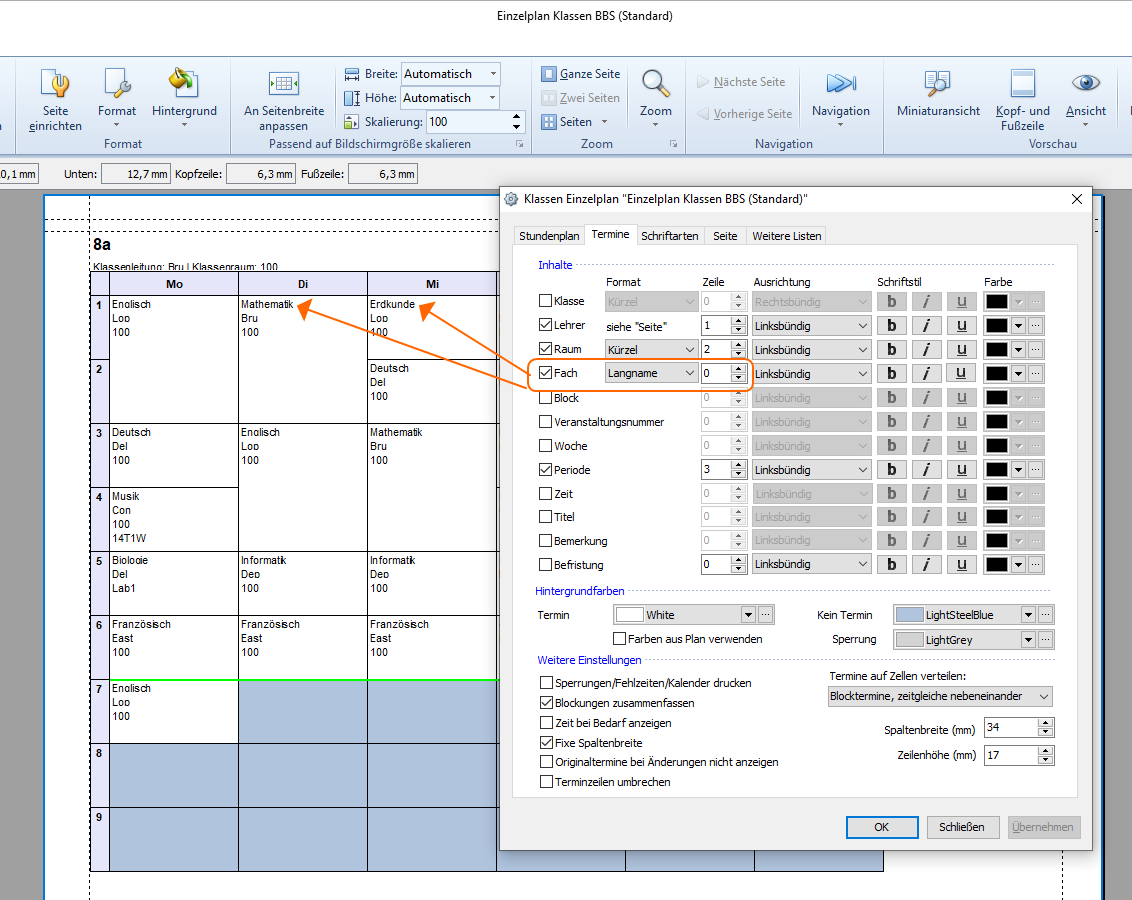 Einzelplan Klassen BBS (Standard)
Seite einrichten
Format
Hintergrund
Format
An Seitenbreite anpassen
Breite: Automatisch
Höhe: Automatisch
Skalierung: 100
Passend auf Bildschirmgröße skalieren
Ganze Seite
Zwei Seiten
Seiten
Zoom
Zoom
Nächste Seite
Vorherige Seite
Navigation
Navigation
Miniaturansicht
Kopf- und Fußzeile
Ansicht
Vorschau
0,1 mm Unten: 12,7 mm Kopfzeile: 6,3 mm Fußzeile: 6,3 mm
8a
Klassenleitung: Bru | Klassenraum: 100
Mo Di Mi
1 Englisch Mathematik Erdkunde
Lop Bru Lop
100 100 100
2 Deutsch
Del
100
3 Deutsch Englisch Mathematik
Del Lop Bru
100 100 100
4 Musik
Con
100
14T1W
5 Biologie Informatik Informatik
Del Dep Dep
Lab1 100 100
6 Französisch Französisch Französisch
East East East
100 100 100
7 Englisch
Lop
100
8
9
Klassen Einzelplan "Einzelplan Klassen BBS (Standard)"
Stundenplan Termine Schriftarten Seite Weitere Listen
Inhalte
Format Zeile Ausrichtung Schriftstil Farbe
Klasse Kürzel 0 Rechtsbündig b i u
Lehrer siehe "Seite" 1 Linksbündig b i u
Raum Kürzel 2 Linksbündig b i u
Fach Langname 0 Linksbündig b i u
Block 0 Linksbündig b i u
Veranstaltungsnummer 0 Linksbündig b i u
Woche 0 Linksbündig b i u
Periode 3 Linksbündig b i u
Zeit 0 Linksbündig b i u
Titel 0 Linksbündig b i u
Bemerkung 0 Linksbündig b i u
Befristung 0 Linksbündig b i u
Hintergrundfarben
Termin White Kein Termin LightSteelBlue
Farben aus Plan verwenden Sperrung LightGrey
Weitere Einstellungen
Sperrungen/Fehlzeiten/Kalender drucken
Blockungen zusammenfassen
Zeit bei Bedarf anzeigen
Fixe Spaltenbreite
Originaltermine bei Änderungen nicht anzeigen
Terminzeilen umbrechen
Termine auf Zellen verteilen:
Blocktermine, zeitgleiche nebeneinander
Spaltenbreite (mm) 34
Zeilenhöhe (mm) 17
OK Schließen Übernehmen